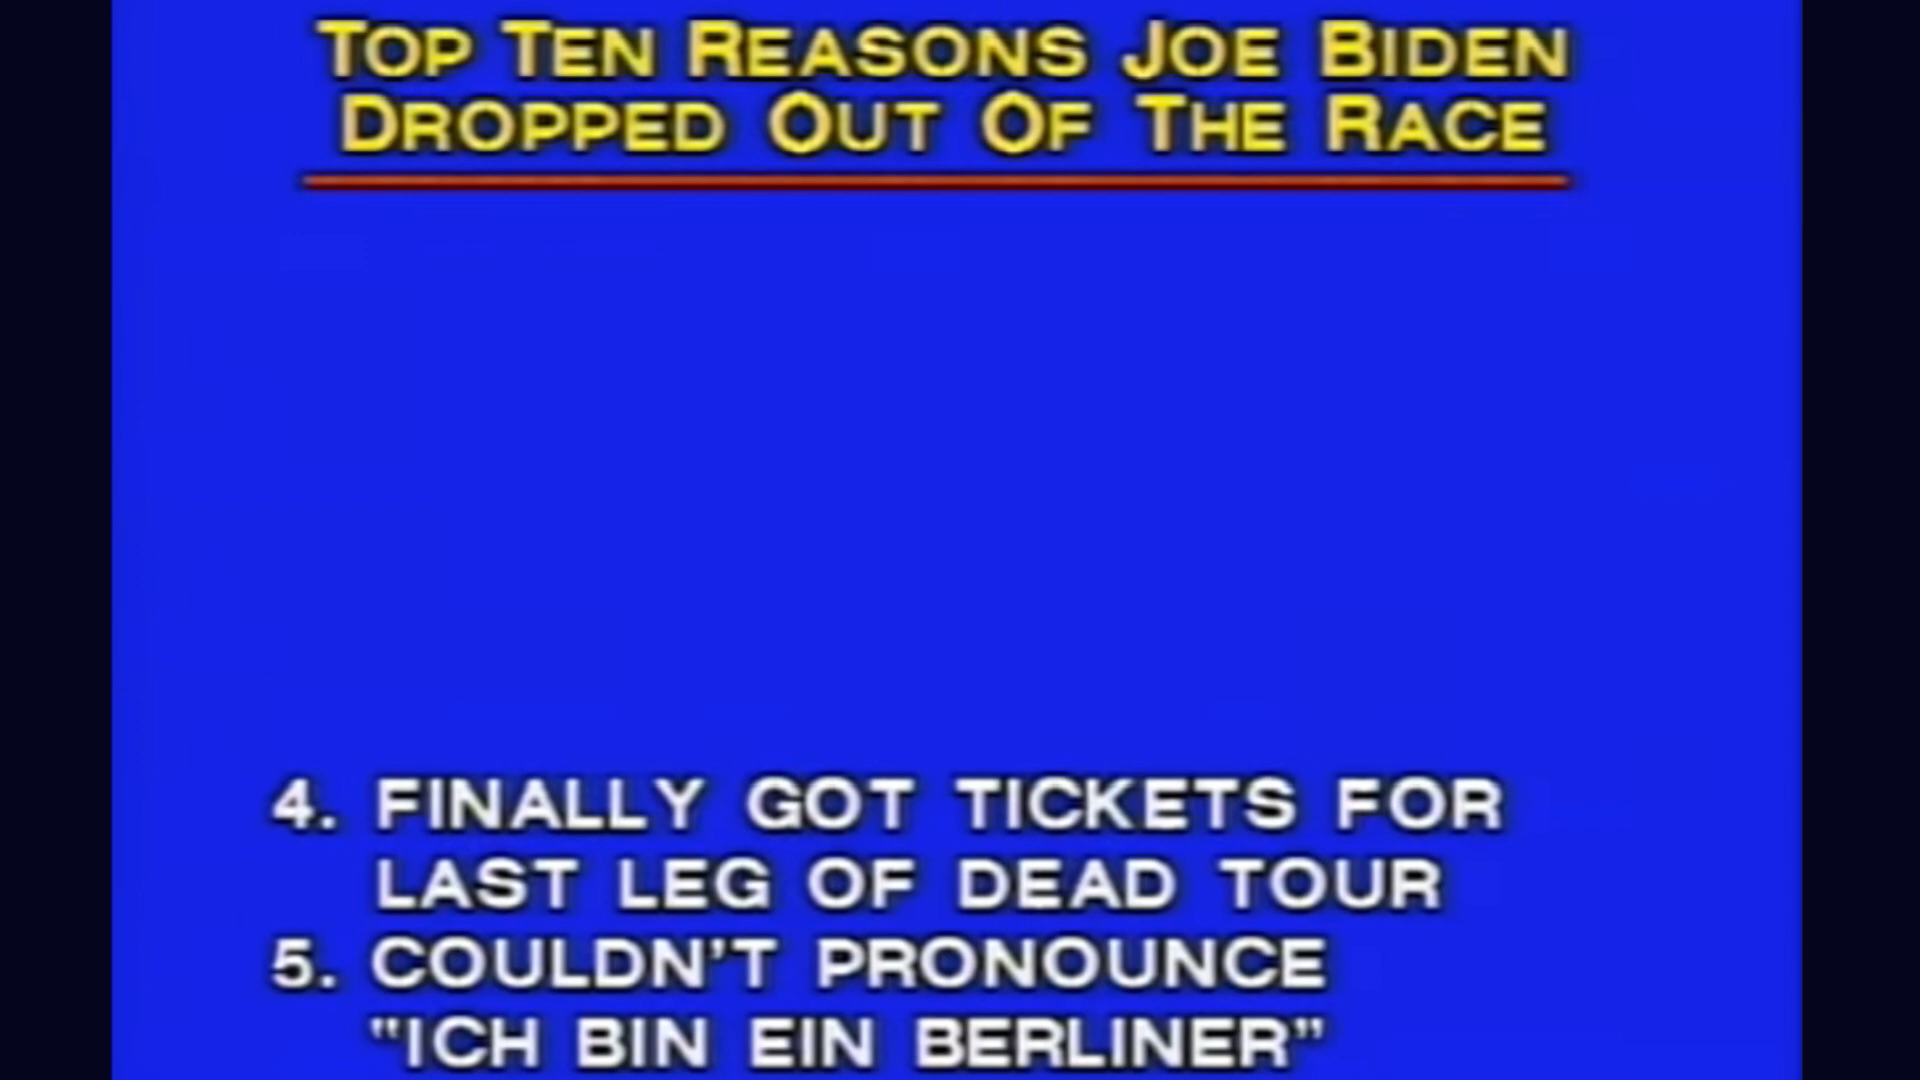 TOP TEN REASONS JOE BIDEN
DROPPED OUT OF THE RACE
4. FINALLY GOT TICKETS FOR
LAST LEG OF DEAD TOUR
5. COULDN'T PRONOUNCE
"ICH BIN EIN BERLINER"